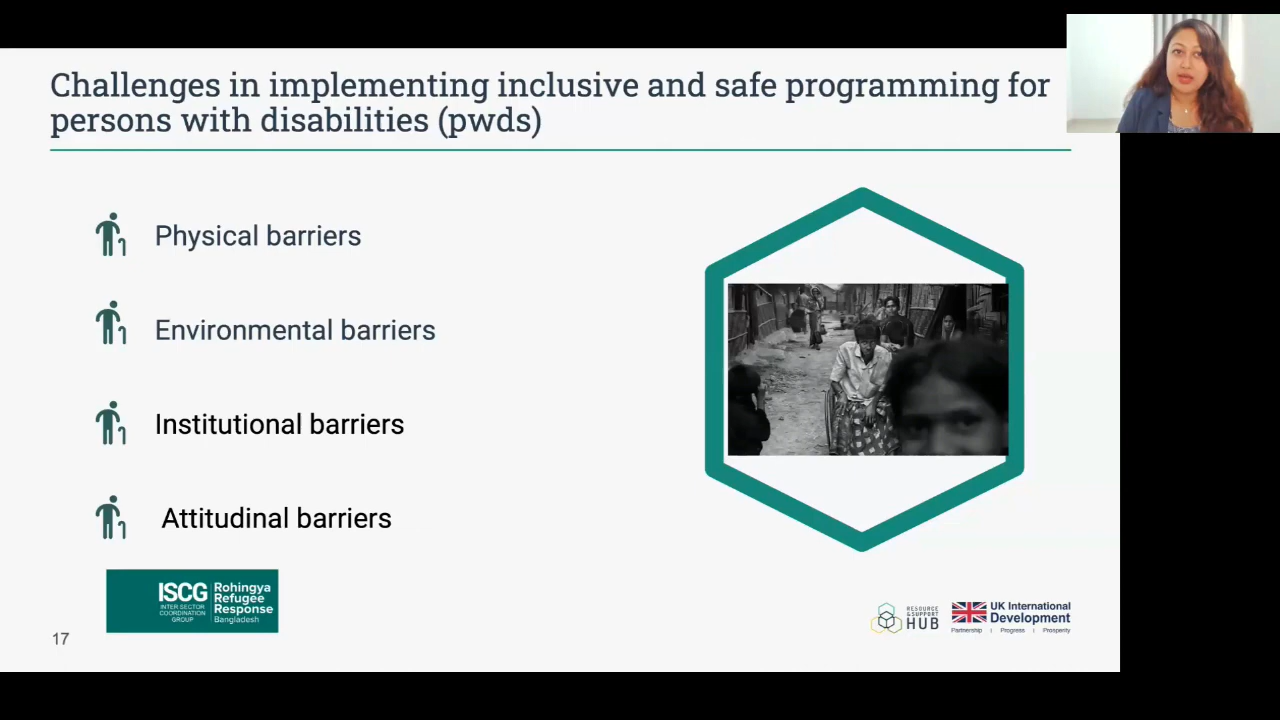 Challenges in implementing inclusive and safe programming for
persons with disabilities (pwds)
Physical barriers
Environmental barriers
Institutional barriers
Attitudinal barriers
ISCG
INTER SECTOR
COORDINATION
GROUP
Rohingya
Refugee
Response
Bangladesh
17
RESOURCE
&SUPPORT
HUB
UK International
Development
Partnership | Progress | Prosperity